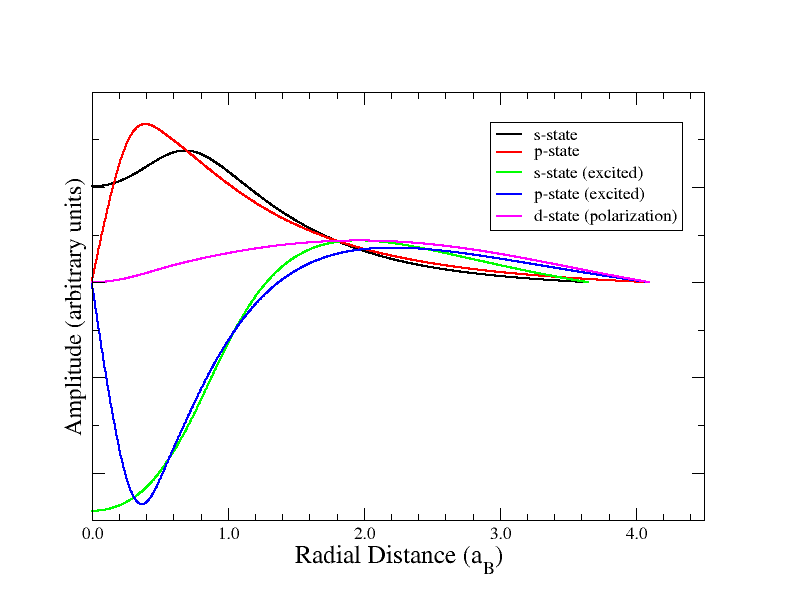 s-state
p-state
s-state (excited)
p-state (excited)
d-state (polarization)
Amplitude (arbitrary units)
0.0 1.0 2.0 3.0 4.0
Radial Distance (a_B)